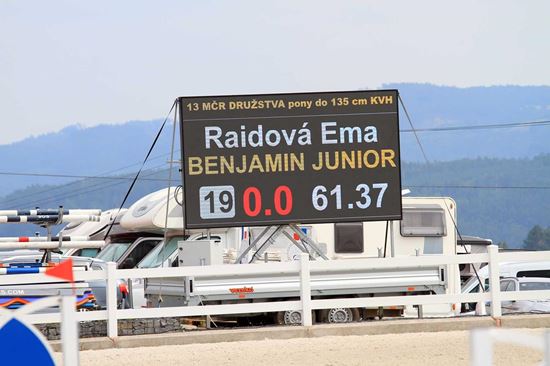 13 MČR DRUŽSTVA pony do 135 cm KVH
Raidová Ema
BENJAMIN JUNIOR
19 0.0 61.37